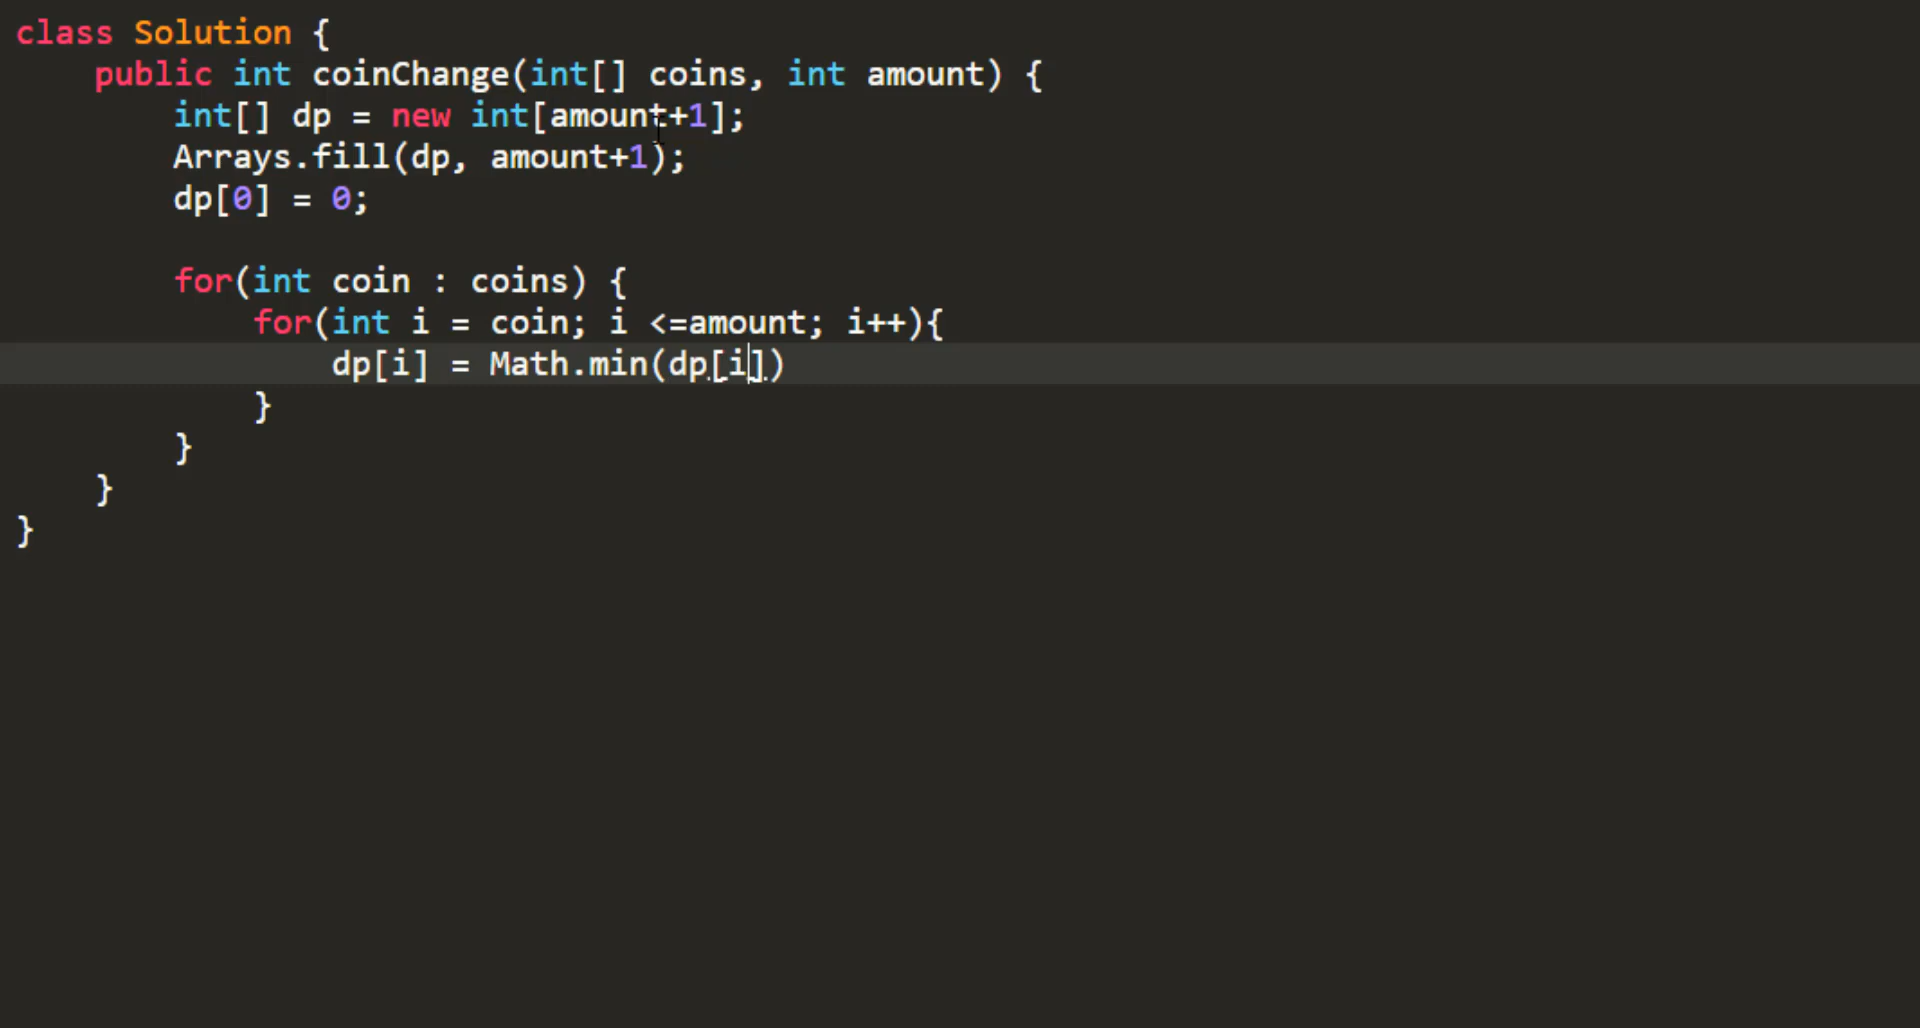 class Solution {
    public int coinChange(int[] coins, int amount) {
        int[] dp = new int[amount+1];
        Arrays.fill(dp, amount+1);
        dp[0] = 0;
        for(int coin : coins) {
            for(int i = coin; i <=amount; i++){
                dp[i] = Math.min(dp[i])
            }
        }
    }
}